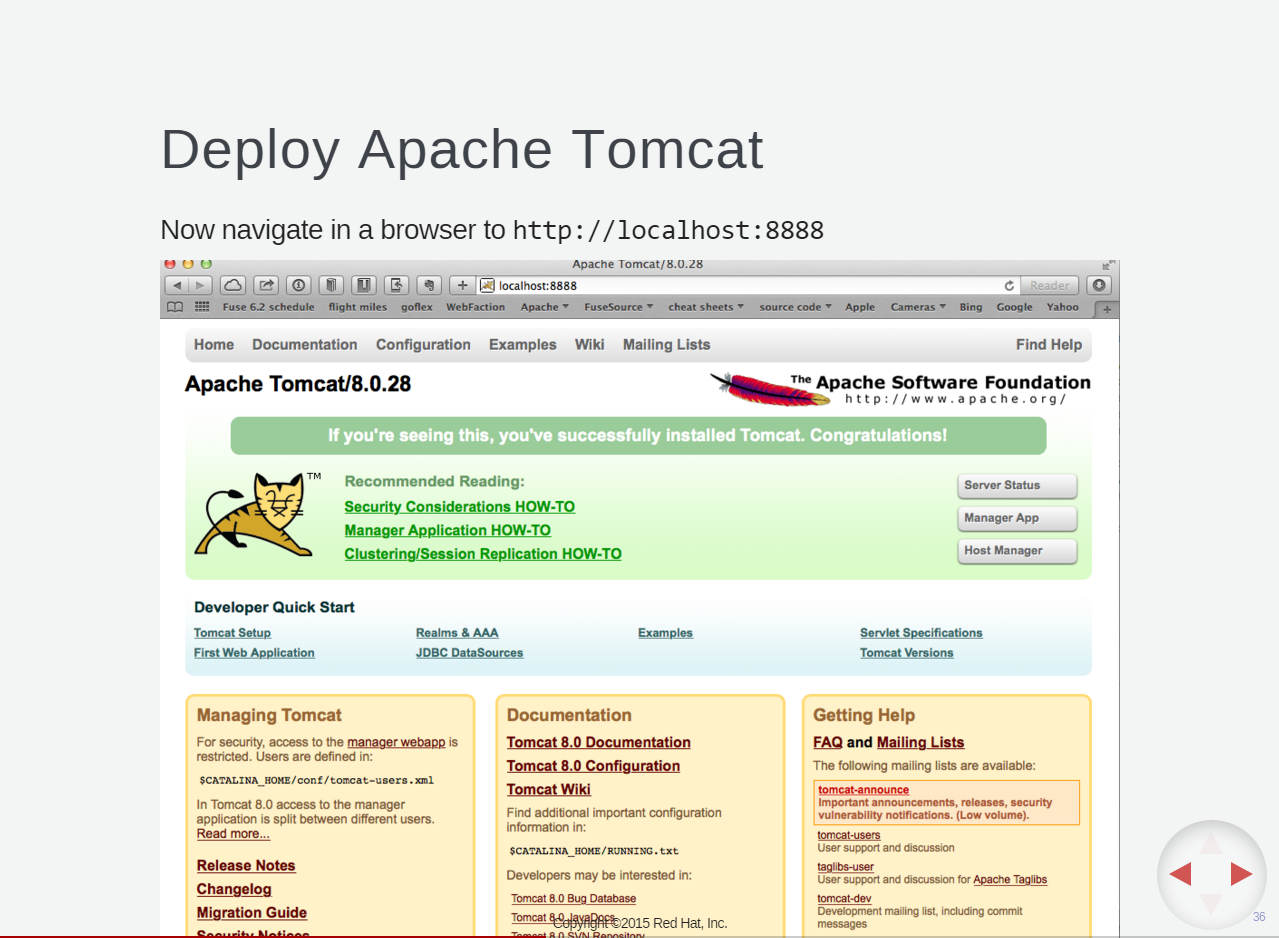 Deploy Apache Tomcat
Now navigate in a browser to http://localhost:8888
Apache Tomcat/8.0.28
localhost:8888
Reader
Fuse 6.2 schedule flight miles goflex WebFaction Apache FuseSource cheat sheets source code Apple Cameras Bing Google Yahoo
Home Documentation Configuration Examples Wiki Mailing Lists Find Help
Apache Tomcat/8.0.28
The Apache Software Foundation
http://www.apache.org/
If you're seeing this, you've successfully installed Tomcat. Congratulations!
TM
Recommended Reading:
Security Considerations HOW-TO
Manager Application HOW-TO
Clustering/Session Replication HOW-TO
Server Status
Manager App
Host Manager
Developer Quick Start
Tomcat Setup
First Web Application
Realms & AAA
JDBC DataSources
Examples
Servlet Specifications
Tomcat Versions
Managing Tomcat
For security, access to the manager webapp is
restricted. Users are defined in:
$CATALINA_HOME/conf/tomcat-users.xml
In Tomcat 8.0 access to the manager
application is split between different users.
Read more...
Release Notes
Changelog
Migration Guide
Security Notices
Documentation
Tomcat 8.0 Documentation
Tomcat 8.0 Configuration
Tomcat Wiki
Find additional important configuration
information in:
$CATALINA_HOME/RUNNING.txt
Developers may be interested in:
Tomcat 8.0 Bug Database
Tomcat 8.0 JavaDocs
Tomcat 8.0 SVN Repository
Getting Help
FAQ and Mailing Lists
The following mailing lists are available:
tomcat-announce
Important announcements, releases, security
vulnerability notifications. (Low volume).
tomcat-users
User support and discussion
taglibs-user
User support and discussion for Apache Taglibs
tomcat-dev
Development mailing list, including commit
messages
Copyright ©2015 Red Hat, Inc.
36